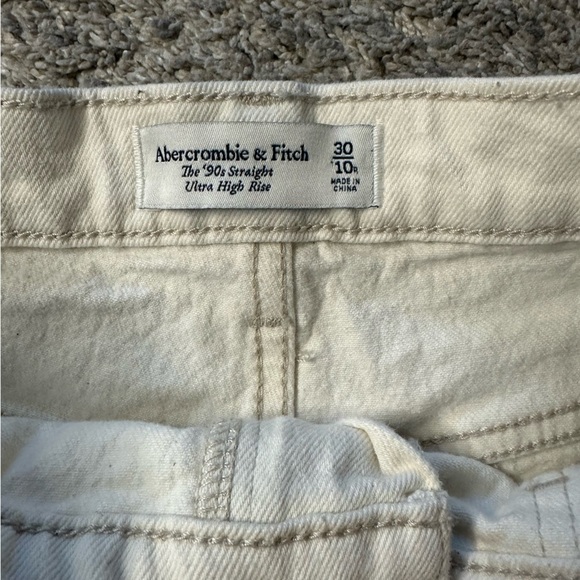 Abercrombie & Fitch
The '90s Straight
Ultra High Rise
30
10R
MADE IN
CHINA